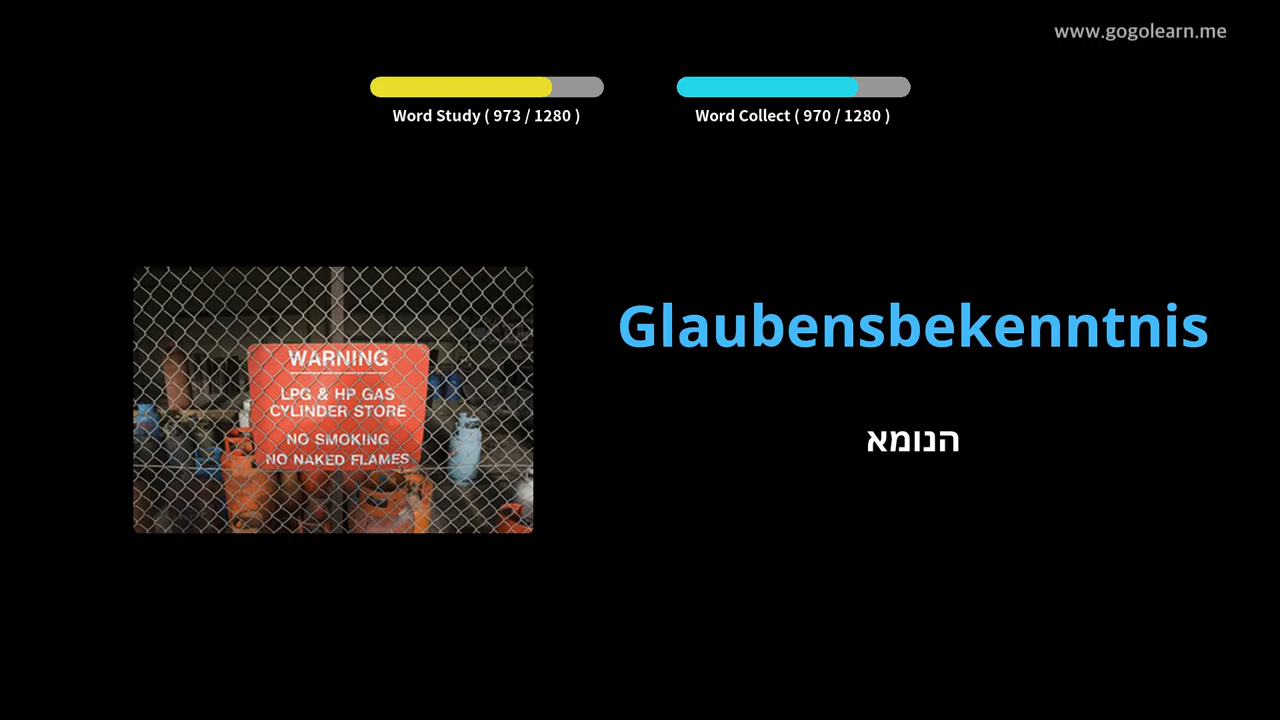 www.gogolearn.me
Word Study ( 973 / 1280 )
Word Collect ( 970 / 1280 )
WARNING
LPG & HP GAS
CYLINDER STORE
NO SMOKING
NO NAKED FLAMES
Glaubensbekenntnis
הנומא